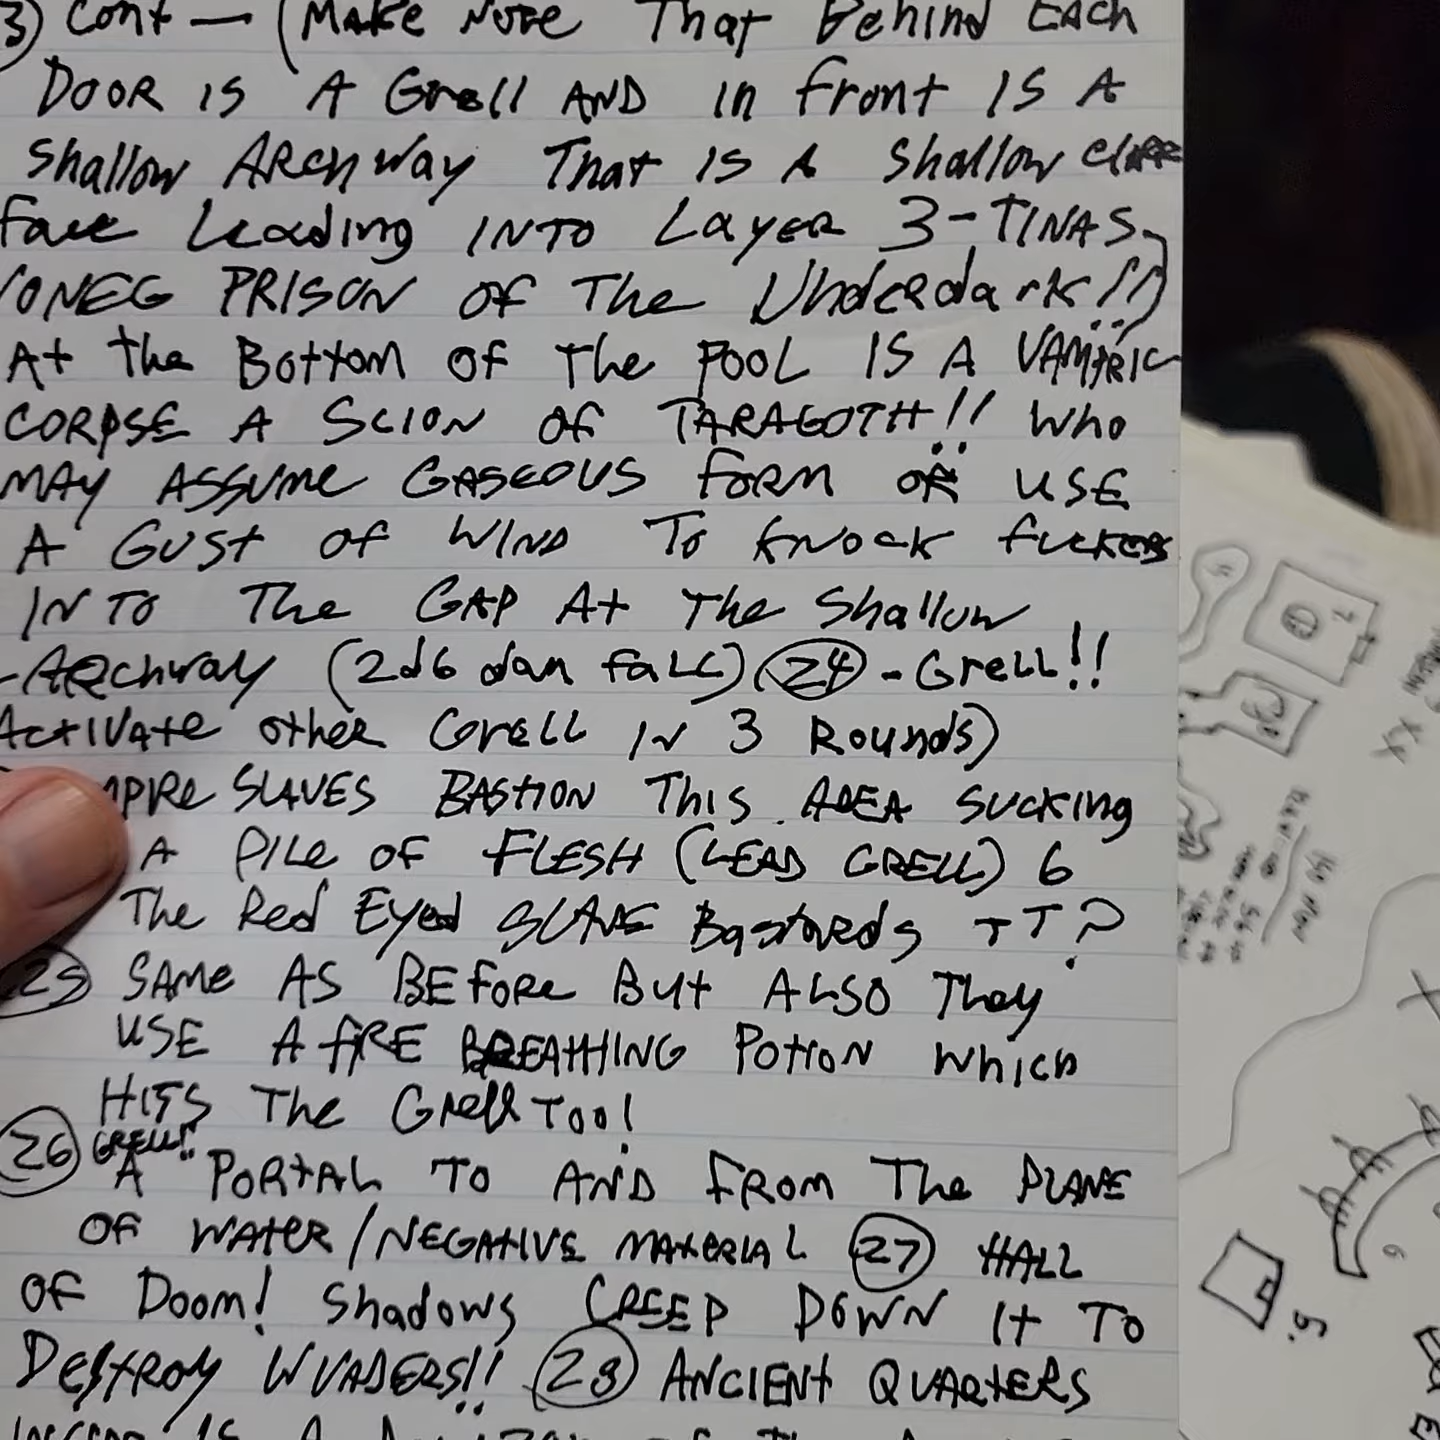 3) Cont — (Make Note That Behind Each
Door is A Grell AND in front IS A
Shallow Archway That IS A Shallow
face Leading INTO Layer 3-TINAS
PRISON of The Underdark!!)
At the Bottom of The POOL IS A VAMPRIC
CORPSE A SCION of TARAGOTH!! Who
MAY ASSUME GASEOUS form OR USE
A GUST of WIND To KNOCK fuckers
INTO The GAP At The Shallow
-Archway (2d6 dam fall) (24) - Grell!!
Activate other Grell IN 3 Rounds)
MPIRE SLAVES BASTION This AREA sucking
A PILE OF FLESH (LEAD GRELL) 6
The Red Eyed SLAVE Bastards TT?
(25) SAME AS BEFORE But ALSO They
USE A fIRE BREATHING POTION which
HITS The Grell Too!
(26) GRELL!!
A PORTAL TO AND FROM The PLANE
OF WATER/NEGATIVE MATERIAL (27) HALL
OF Doom! Shadows CREEP DOWN It To
DESTROY INVADERS!! (28) ANCIENT QUARTERS
IS A
5.
6